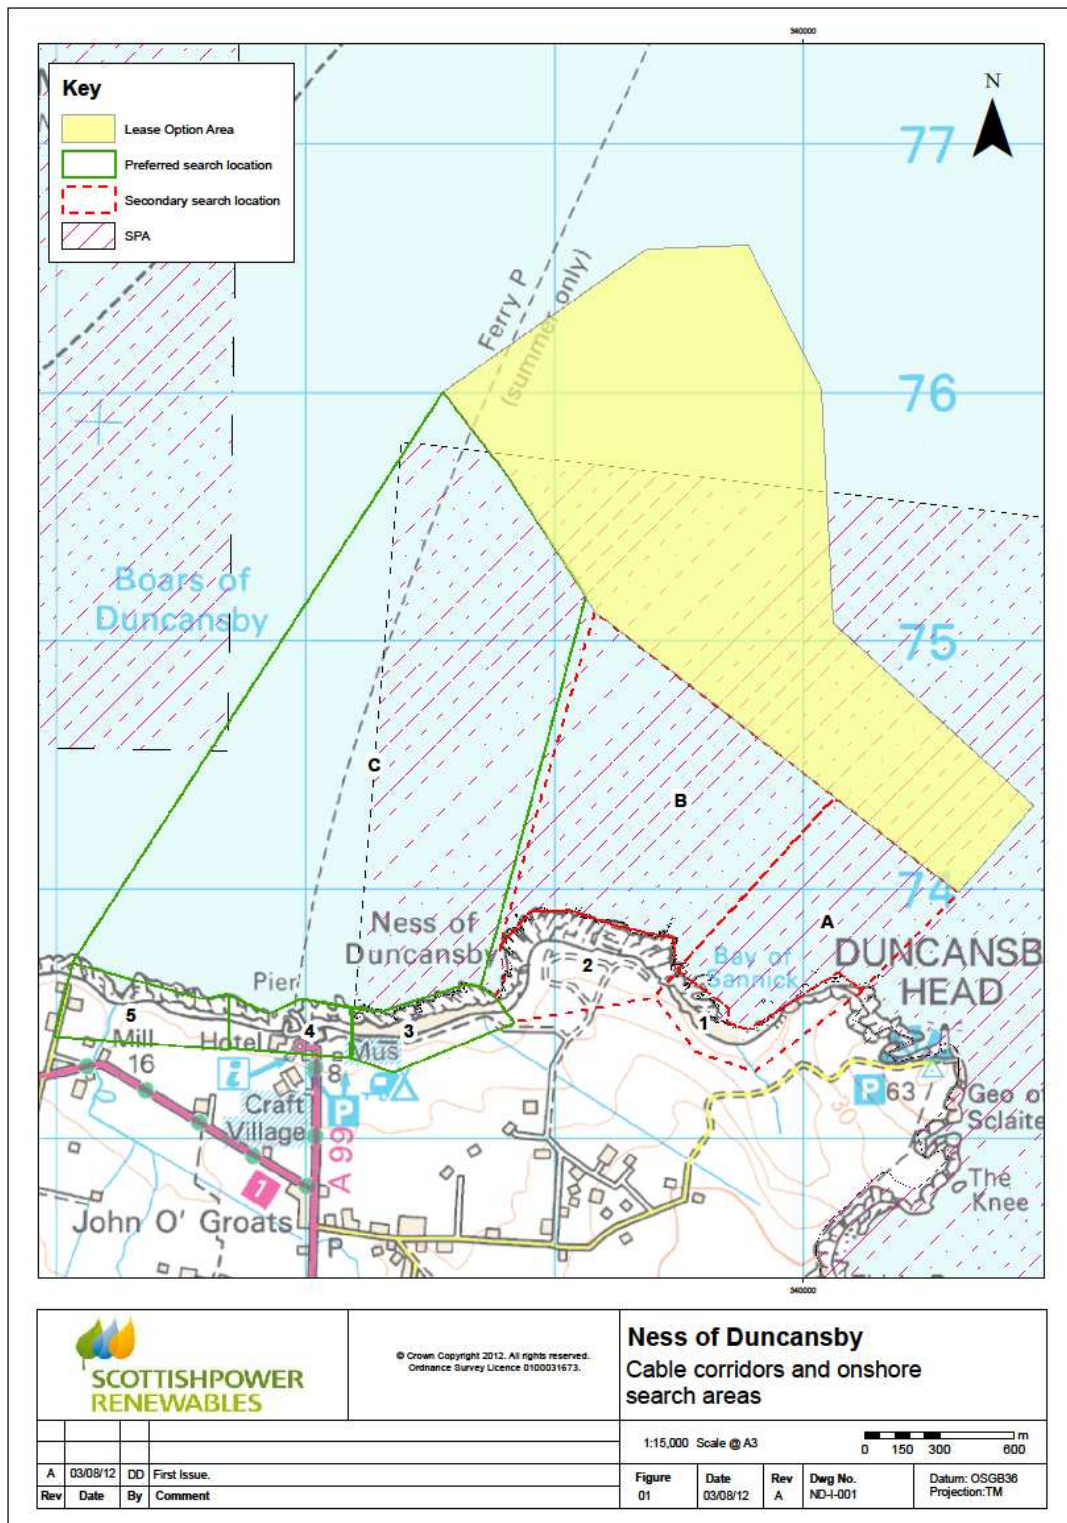 340000
Key
Lease Option Area
Preferred search location
Secondary search location
SPA
N
77
Ferry P
(summer only)
76
Boars of
Duncansby
75
C
B
74
A
Ness of
Duncansby
DUNCANSB
HEAD
Bay of
Sannick
2
Pier
5
4
3
1
Mill
16
Hotel
Mus
i
8
P
63
Geo o
Sclaite
Craft
Village
A 99
30
1
The
Knee
John O' Groats
P
340000
SCOTTISHPOWER
RENEWABLES
© Crown Copyright 2012. All rights reserved.
Ordnance Survey Licence 0100031673.
Ness of Duncansby
Cable corridors and onshore
search areas
1:15,000 Scale @ A3
m
0 150 300 600
A 03/08/12 DD First Issue.
Rev Date By Comment
Figure Date Rev Dwg No. Datum: OSGB36
01 03/08/12 A ND-I-001 Projection:TM